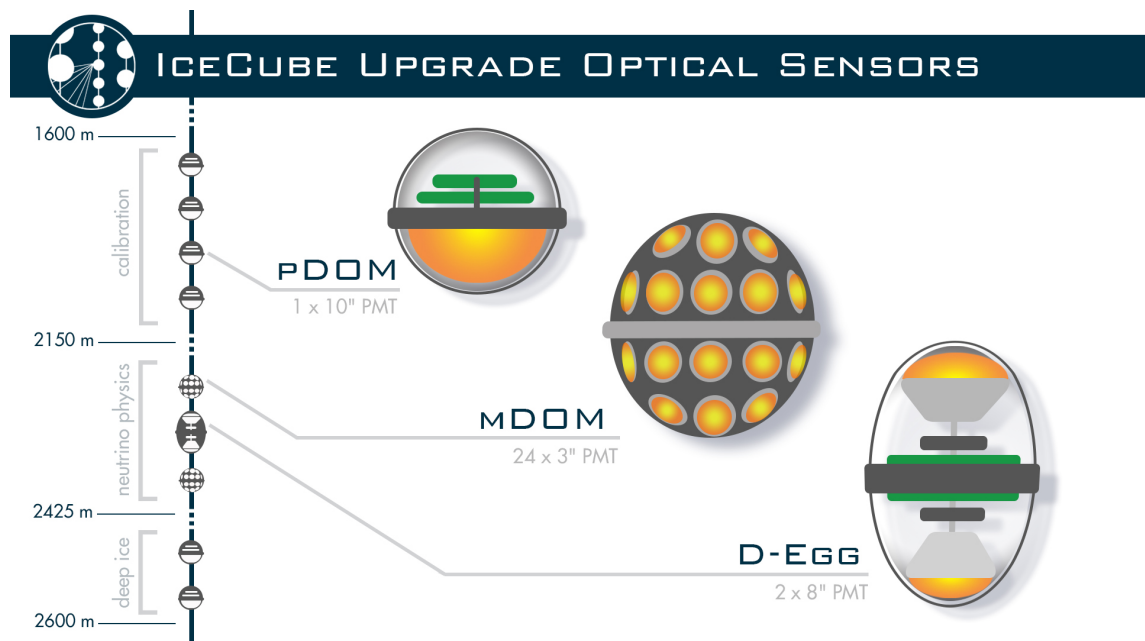 IceCube Upgrade Optical Sensors
1600 m
calibration
pDOM
1 x 10" PMT
2150 m
neutrino physics
mDOM
24 x 3" PMT
2425 m
D-Egg
2 x 8" PMT
deep ice
2600 m